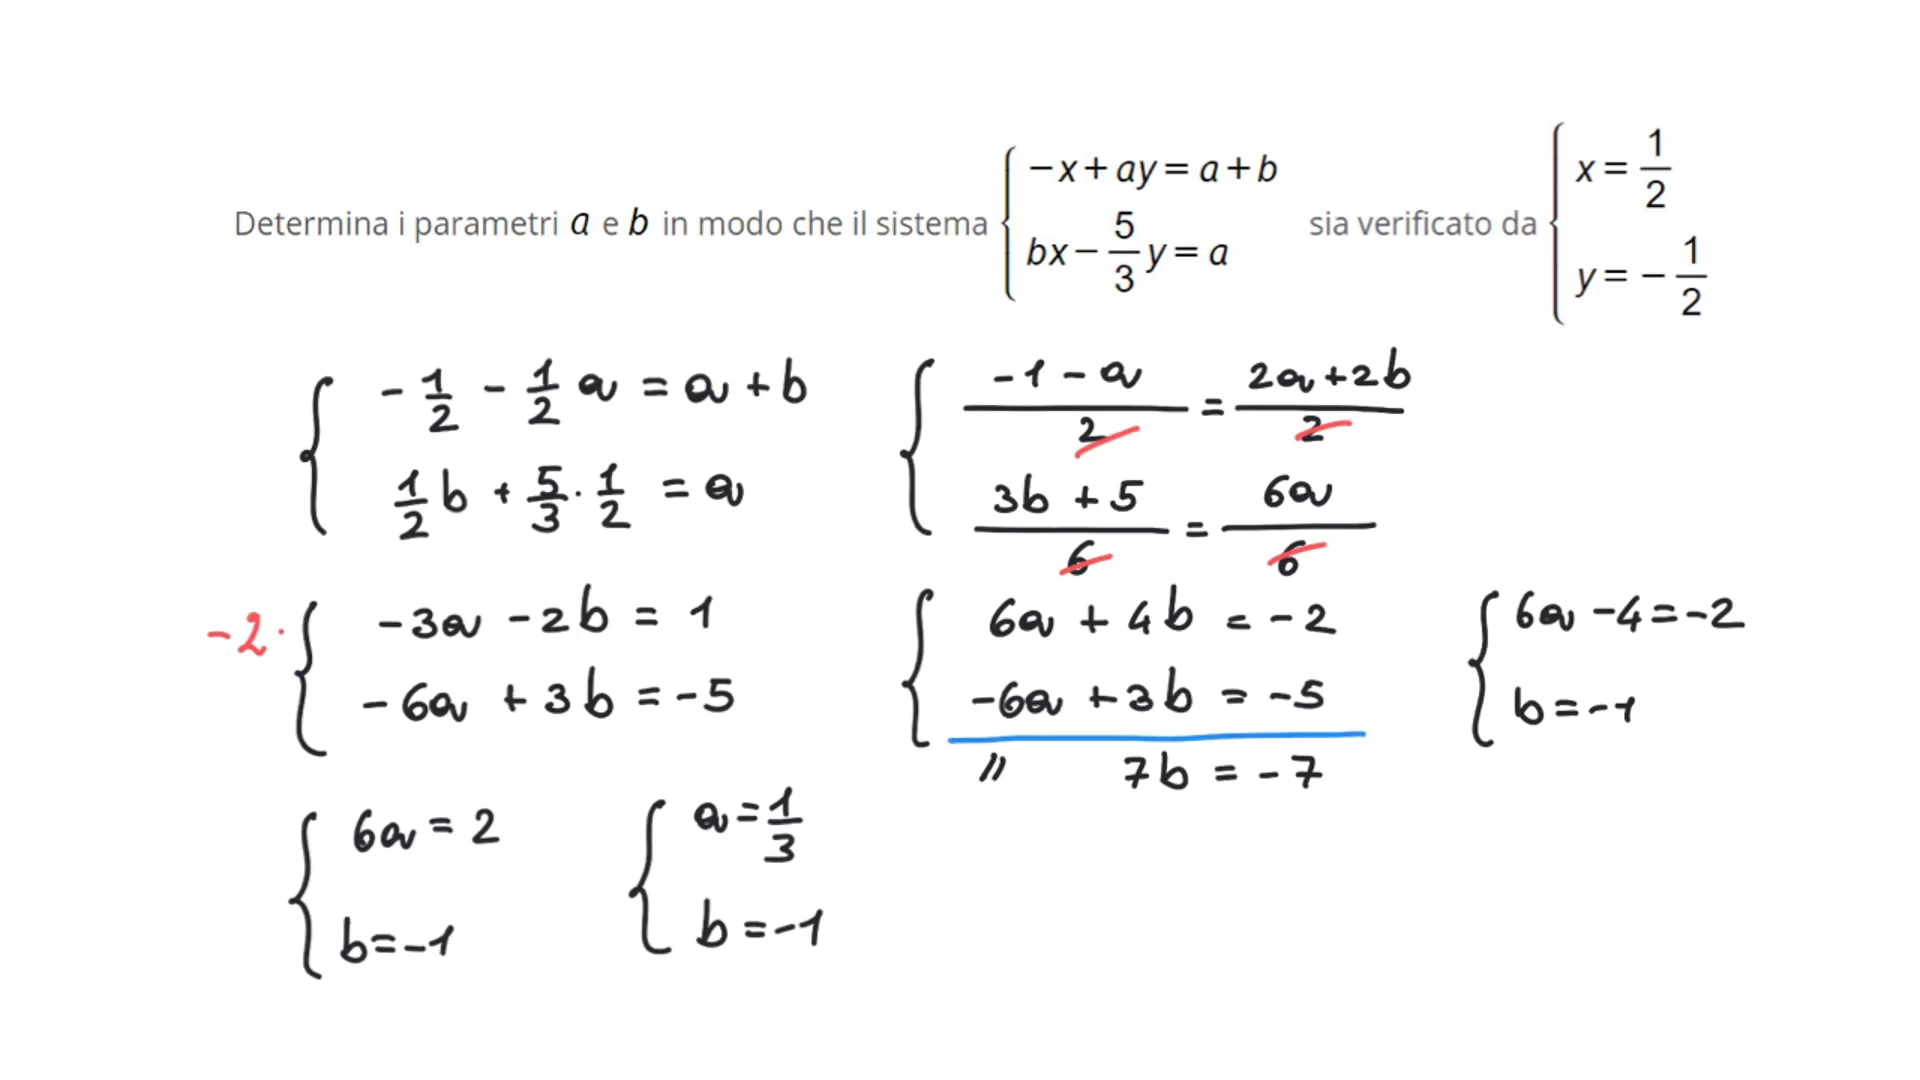 Determina i parametri a e b in modo che il sistema { -x+ay=a+b ; bx-5/3y=a sia verificato da { x=1/2 ; y=-1/2
{ -1/2 - 1/2 a = a + b
1/2 b + 5/3 · 1/2 = a
{ (-1 - a)/2 = (2a+2b)/2
(3b + 5)/6 = 6a/6
-2· { -3a - 2b = 1
-6a + 3b = -5
{ 6a + 4b = -2
-6a + 3b = -5
// 7b = -7
{ 6a - 4 = -2
b = -1
{ 6a = 2
b = -1
{ a = 1/3
b = -1